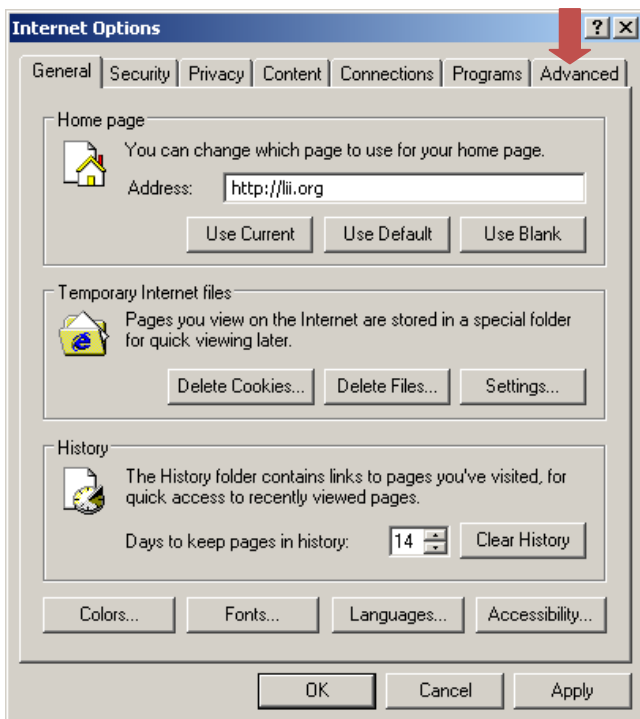 Internet Options
General Security Privacy Content Connections Programs Advanced
Home page
You can change which page to use for your home page.
Address: http://lii.org
Use Current Use Default Use Blank
Temporary Internet files
Pages you view on the Internet are stored in a special folder
for quick viewing later.
Delete Cookies... Delete Files... Settings...
History
The History folder contains links to pages you've visited, for
quick access to recently viewed pages.
Days to keep pages in history: 14 Clear History
Colors... Fonts... Languages... Accessibility...
OK Cancel Apply